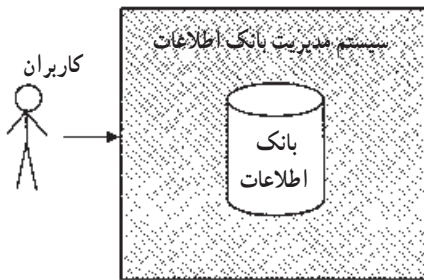 سیستم مدیریت بانک اطلاعات
کاربران
بانک
اطلاعات